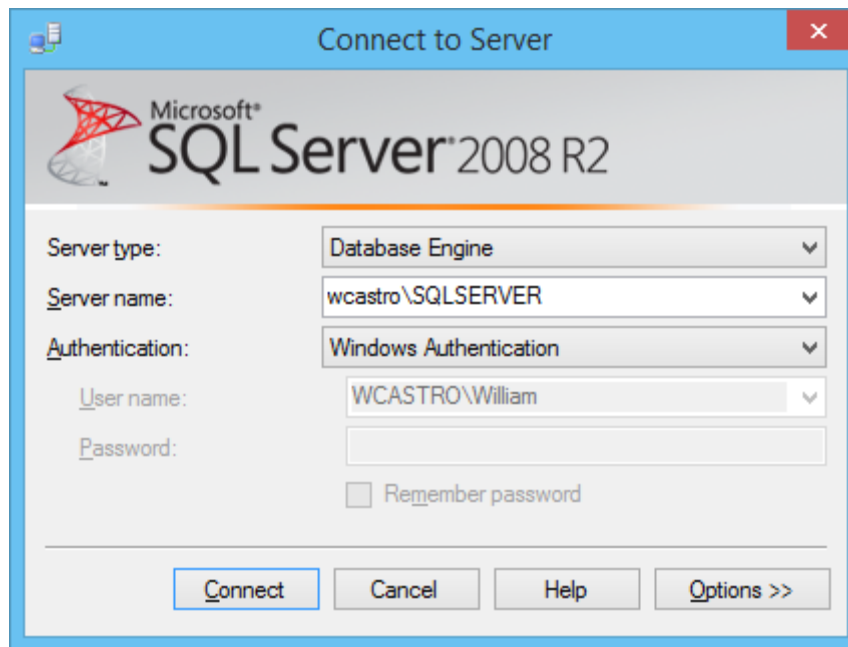 Connect to Server
Microsoft®
SQL Server® 2008 R2
Server type: Database Engine
Server name: wcastro\SQLSERVER
Authentication: Windows Authentication
User name: WCASTRO\William
Password:
Remember password
Connect Cancel Help Options >>